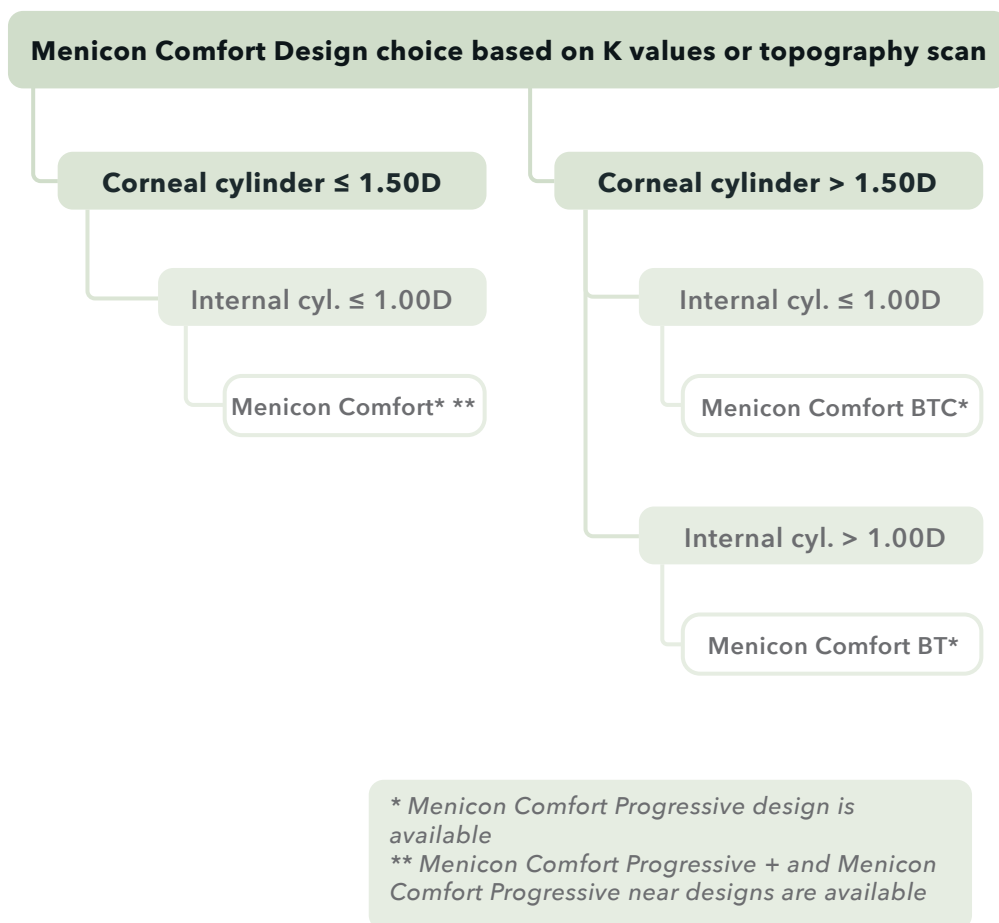 Menicon Comfort Design choice based on K values or topography scan
Corneal cylinder ≤ 1.50D
Internal cyl. ≤ 1.00D
Menicon Comfort* **
Corneal cylinder > 1.50D
Internal cyl. ≤ 1.00D
Menicon Comfort BTC*
Internal cyl. > 1.00D
Menicon Comfort BT*
* Menicon Comfort Progressive design is
available
** Menicon Comfort Progressive + and Menicon
Comfort Progressive near designs are available